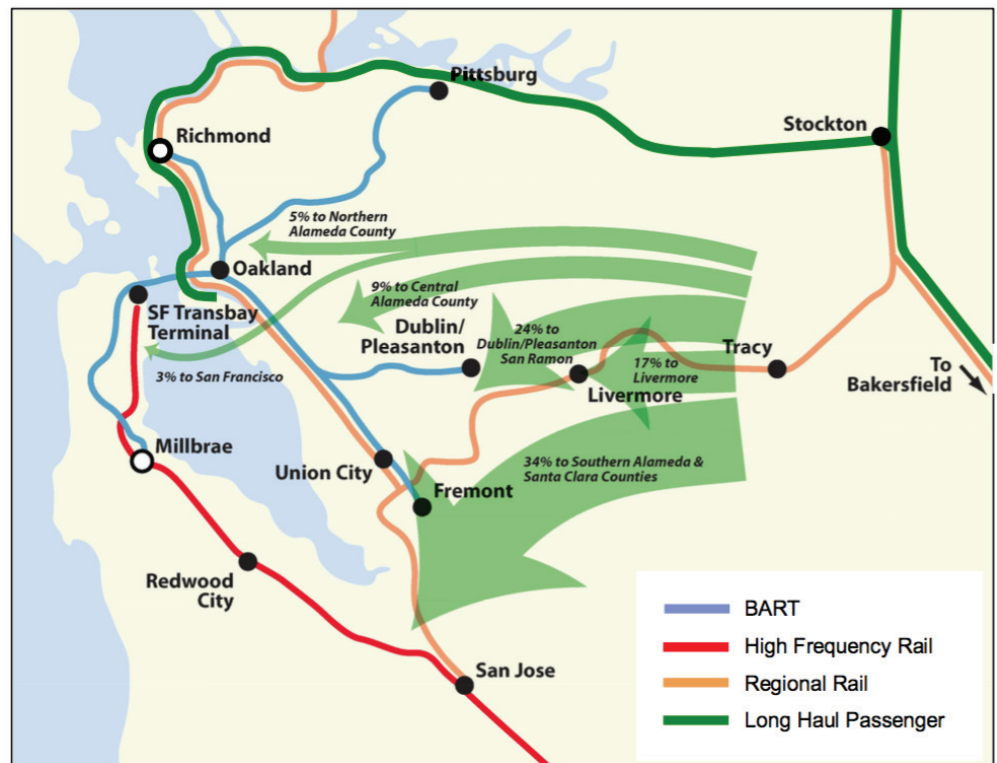 Pittsburg
Richmond
Stockton
5% to Northern
Alameda County
Oakland
9% to Central
Alameda County
SF Transbay
Terminal
Dublin/
Pleasanton
24% to
Dublin/Pleasanton
San Ramon
Tracy
17% to
Livermore
To
Bakersfield
3% to San Francisco
Livermore
Millbrae
Union City
34% to Southern Alameda &
Santa Clara Counties
Fremont
Redwood
City
San Jose
BART
High Frequency Rail
Regional Rail
Long Haul Passenger